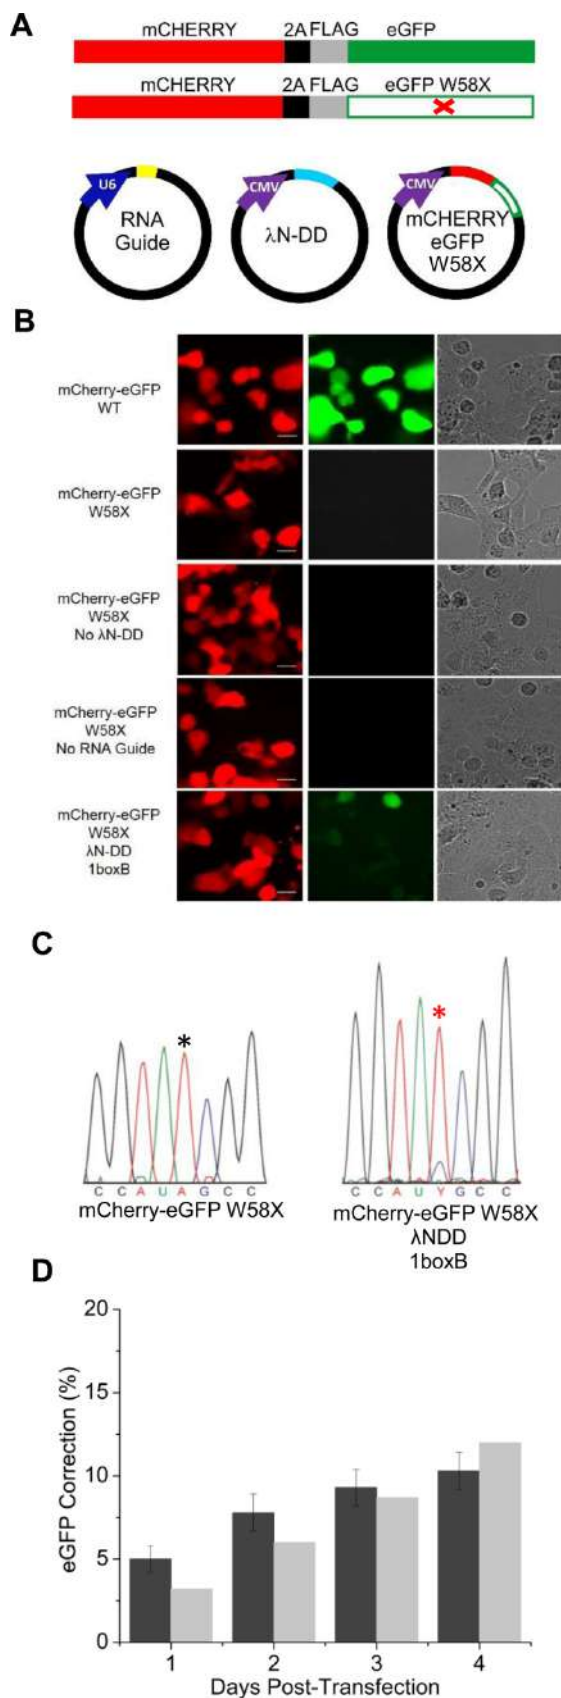 A
mCHERRY 2A FLAG eGFP
mCHERRY 2A FLAG eGFP W58X
U6
RNA
Guide
CMV
λN-DD
CMV
mCHERRY
eGFP
W58X
B
mCherry-eGFP
WT
mCherry-eGFP
W58X
mCherry-eGFP
W58X
No λN-DD
mCherry-eGFP
W58X
No RNA Guide
mCherry-eGFP
W58X
λN-DD
1boxB
C
*
C C A U A G C C
mCherry-eGFP W58X
*
C C A U Y G C C
mCherry-eGFP W58X
λNDD
1boxB
D
eGFP Correction (%)
20
15
10
5
0
1 2 3 4
Days Post-Transfection